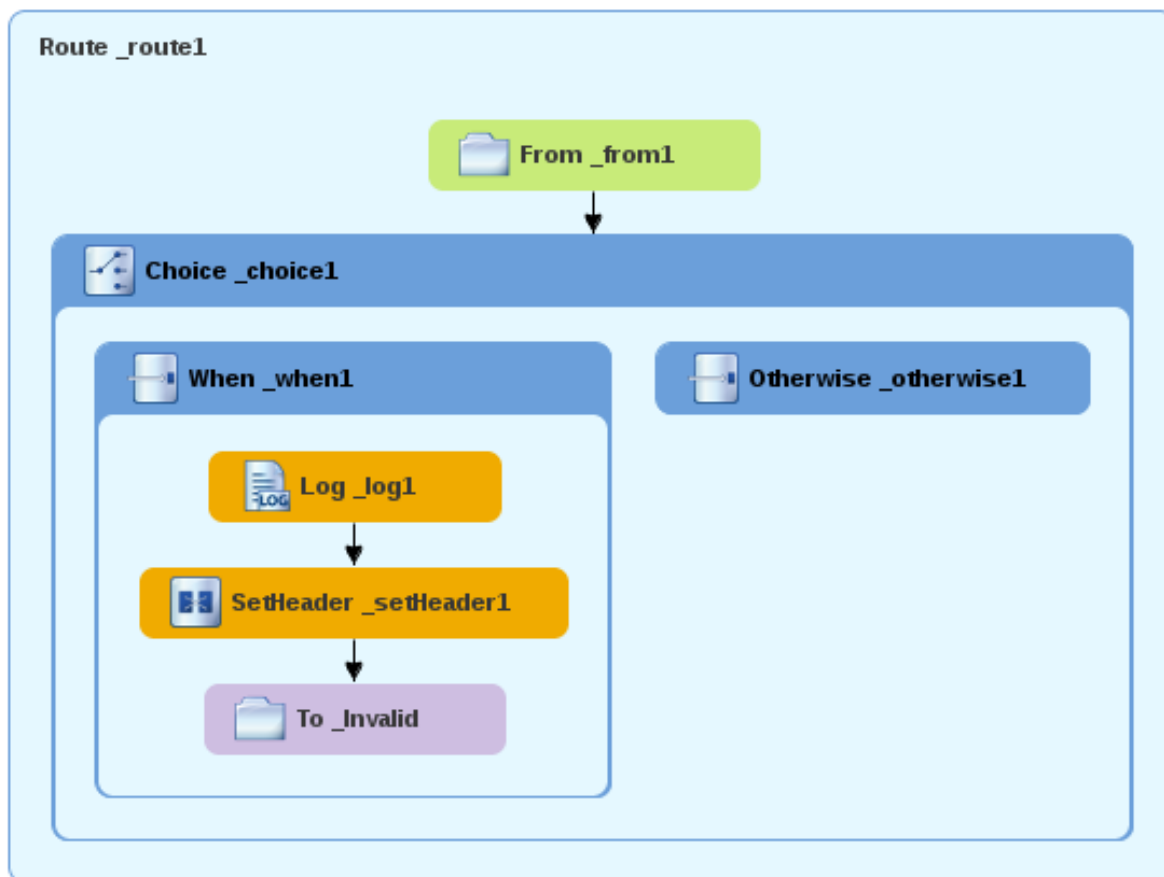 Route _route1
From _from1
Choice _choice1
When _when1
Otherwise _otherwise1
Log _log1
LOG
SetHeader _setHeader1
To _Invalid